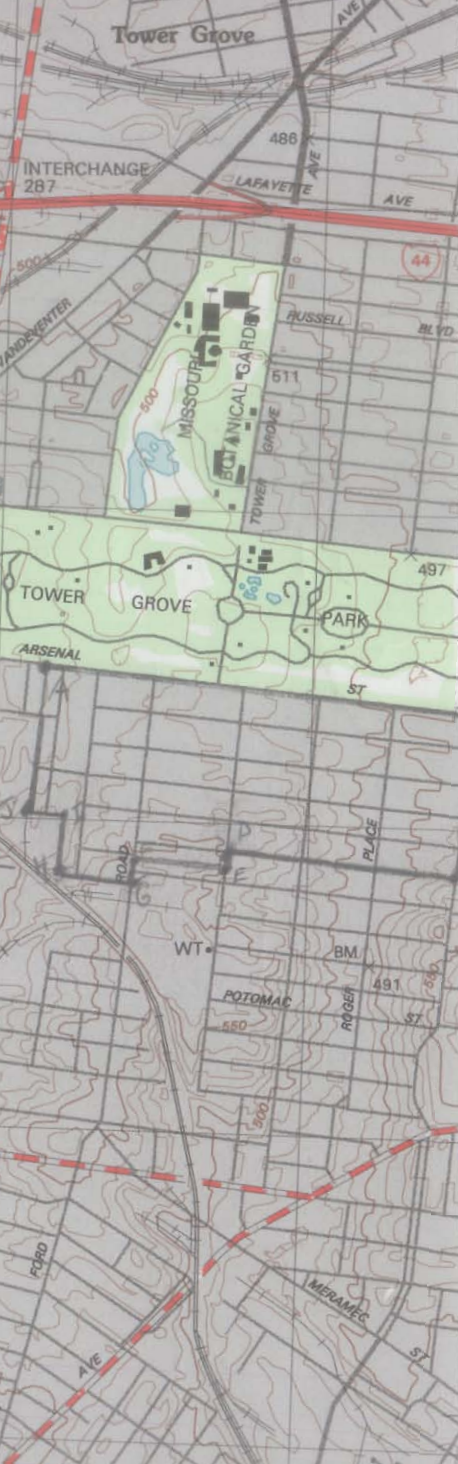 Tower Grove
AVE
486
AVE
INTERCHANGE
287
LAFAYETTE
AVE
500
44
VANDEVENTER
RUSSELL
BLVD
MISSOURI
BOTANICAL GARDEN
500
511
TOWER GROVE
497
TOWER GROVE PARK
ARSENAL
ST
ROAD
PLACE
F
WT
BM
491
POTOMAC
ST
550
550
ROGER
500
FORD
MERAMEC
ST
AVE